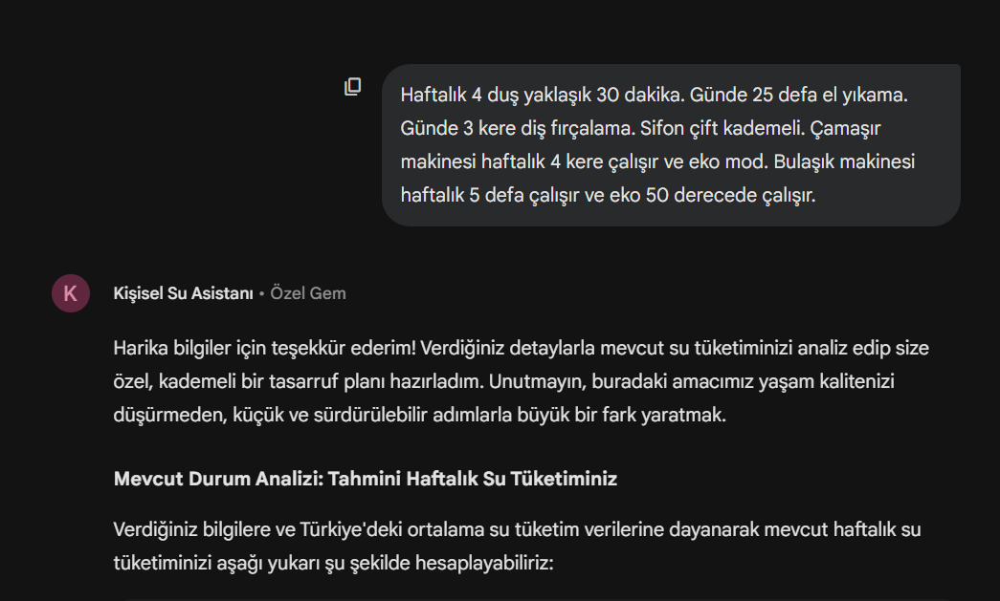 Haftalık 4 duş yaklaşık 30 dakika. Günde 25 defa el yıkama.
Günde 3 kere diş fırçalama. Sifon çift kademeli. Çamaşır
makinesi haftalık 4 kere çalışır ve eko mod. Bulaşık makinesi
haftalık 5 defa çalışır ve eko 50 derecede çalışır.
K
Kişisel Su Asistanı • Özel Gem
Harika bilgiler için teşekkür ederim! Verdiğiniz detaylarla mevcut su tüketiminizi analiz edip size
özel, kademeli bir tasarruf planı hazırladım. Unutmayın, buradaki amacımız yaşam kalitenizi
düşürmeden, küçük ve sürdürülebilir adımlarla büyük bir fark yaratmak.
Mevcut Durum Analizi: Tahmini Haftalık Su Tüketiminiz
Verdiğiniz bilgilere ve Türkiye'deki ortalama su tüketim verilerine dayanarak mevcut haftalık su
tüketiminizi aşağı yukarı şu şekilde hesaplayabiliriz: